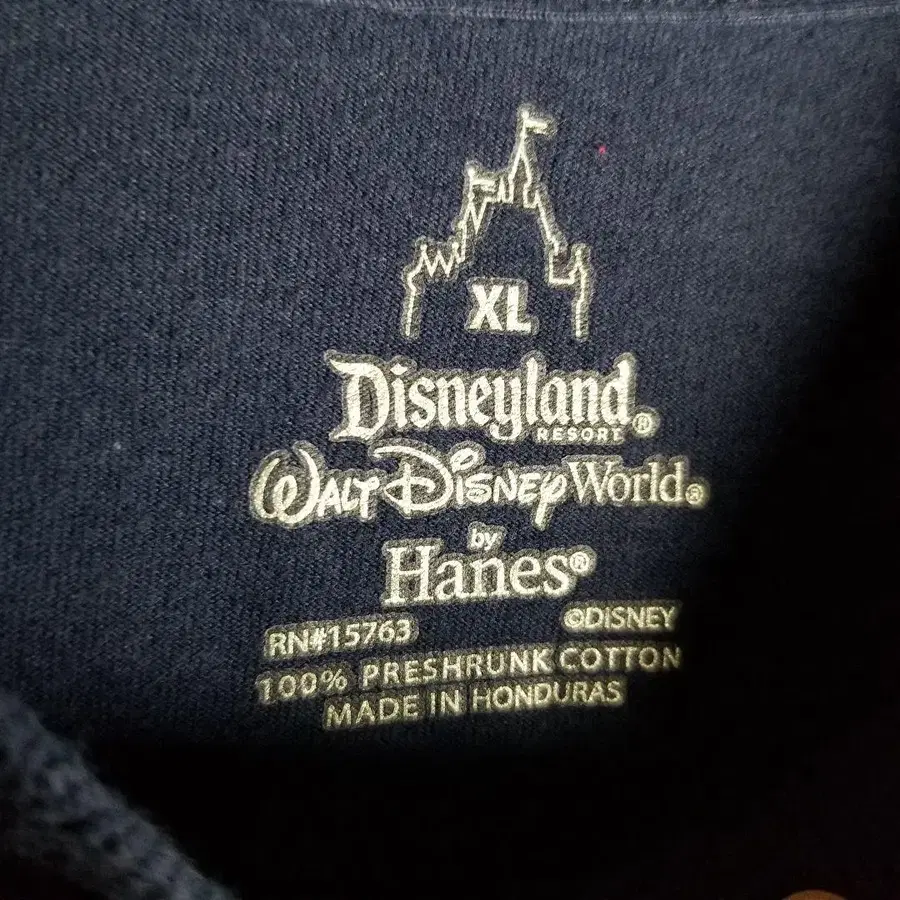 XL
Disneyland®
RESORT
WALT DISNEY World®
by
Hanes®
RN#15763 ©DISNEY
100% PRESHRUNK COTTON
MADE IN HONDURAS